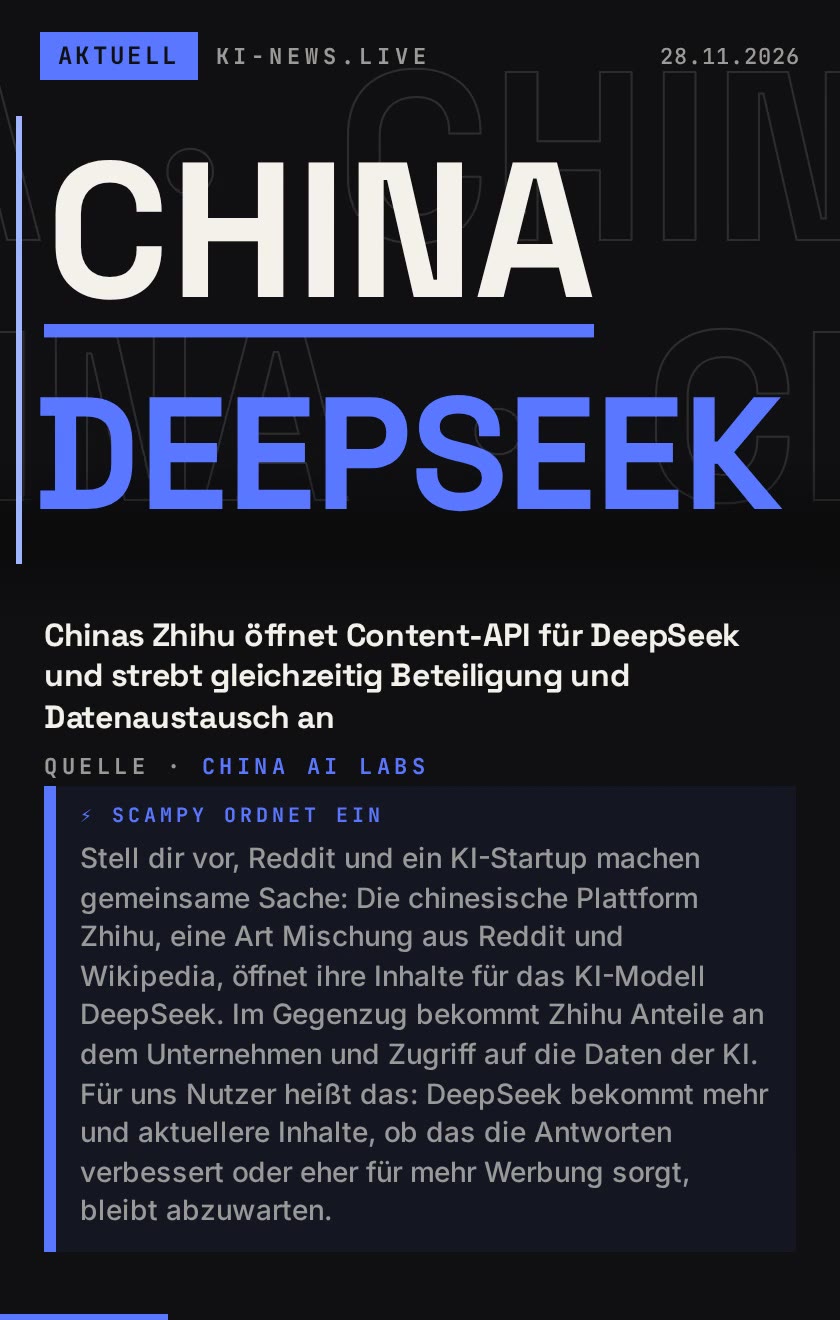 AKTUELL KI-NEWS.LIVE 28.11.2026
CHINA
DEEPSEEK
Chinas Zhihu öffnet Content-API für DeepSeek
und strebt gleichzeitig Beteiligung und
Datenaustausch an
QUELLE · CHINA AI LABS
⚡ SCAMPY ORDNET EIN
Stell dir vor, Reddit und ein KI-Startup machen
gemeinsame Sache: Die chinesische Plattform
Zhihu, eine Art Mischung aus Reddit und
Wikipedia, öffnet ihre Inhalte für das KI-Modell
DeepSeek. Im Gegenzug bekommt Zhihu Anteile an
dem Unternehmen und Zugriff auf die Daten der KI.
Für uns Nutzer heißt das: DeepSeek bekommt mehr
und aktuellere Inhalte, ob das die Antworten
verbessert oder eher für mehr Werbung sorgt,
bleibt abzuwarten.